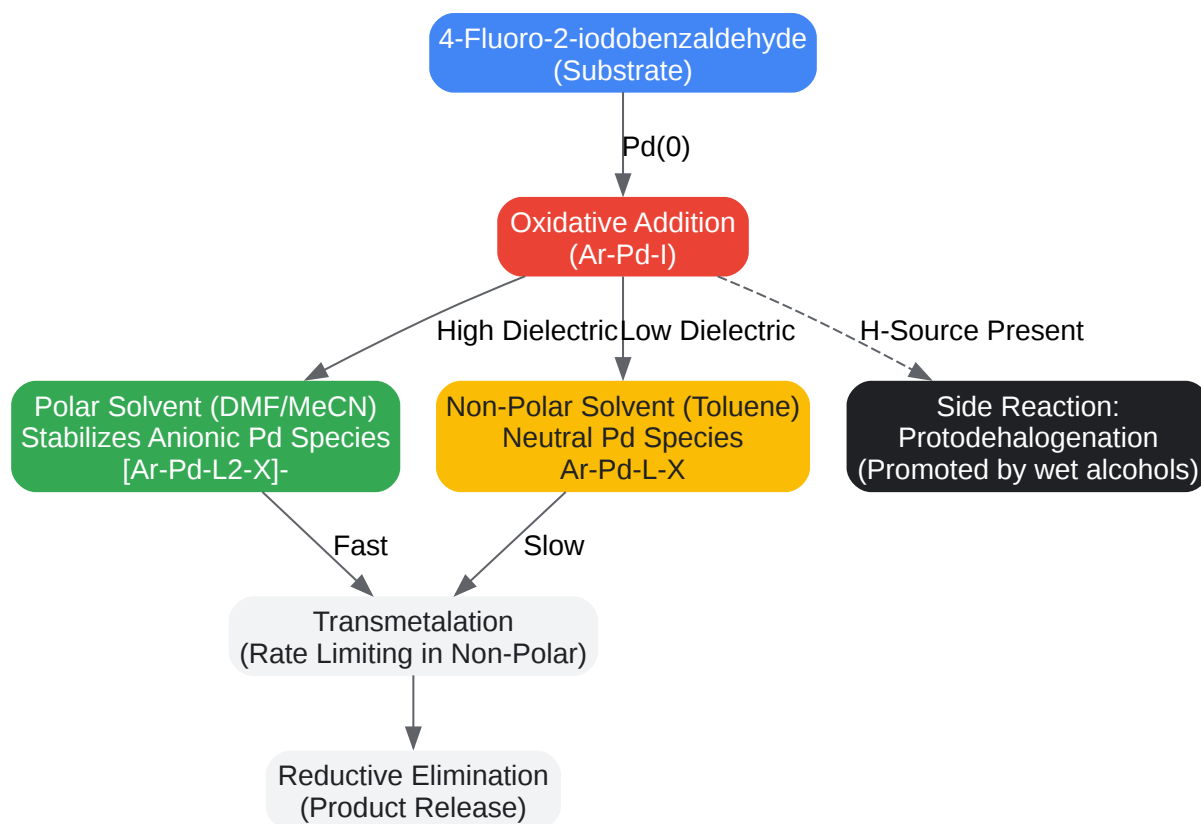 4-Fluoro-2-iodobenzaldehyde
(Substrate)
Pd(0)
Oxidative Addition
(Ar-Pd-I)
High Dielectric
Low Dielectric
H-Source Present
Polar Solvent (DMF/MeCN)
Stabilizes Anionic Pd Species
[Ar-Pd-L2-X]-
Non-Polar Solvent (Toluene)
Neutral Pd Species
Ar-Pd-L-X
Side Reaction:
Protodehalogenation
(Promoted by wet alcohols)
Fast
Slow
Transmetalation
(Rate Limiting in Non-Polar)
Reductive Elimination
(Product Release)